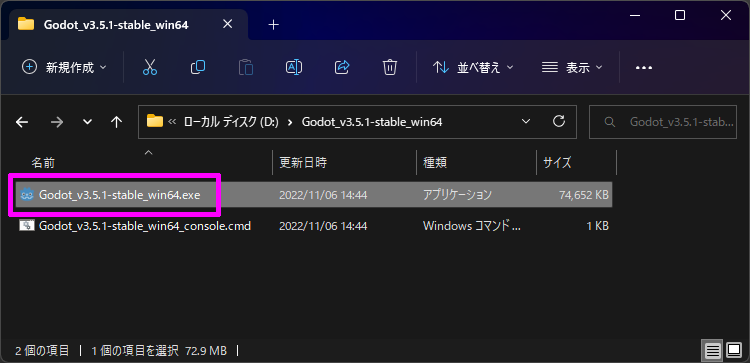 Godot_v3.5.1-stable_win64
新規作成 並べ替え 表示
ローカル ディスク (D:) Godot_v3.5.1-stable_win64 Godot_v3.5.1-stab...
名前 更新日時 種類 サイズ
Godot_v3.5.1-stable_win64.exe 2022/11/06 14:44 アプリケーション 74,652 KB
Godot_v3.5.1-stable_win64_console.cmd 2022/11/06 14:44 Windows コマンド ... 1 KB
2 個の項目 1 個の項目を選択 72.9 MB